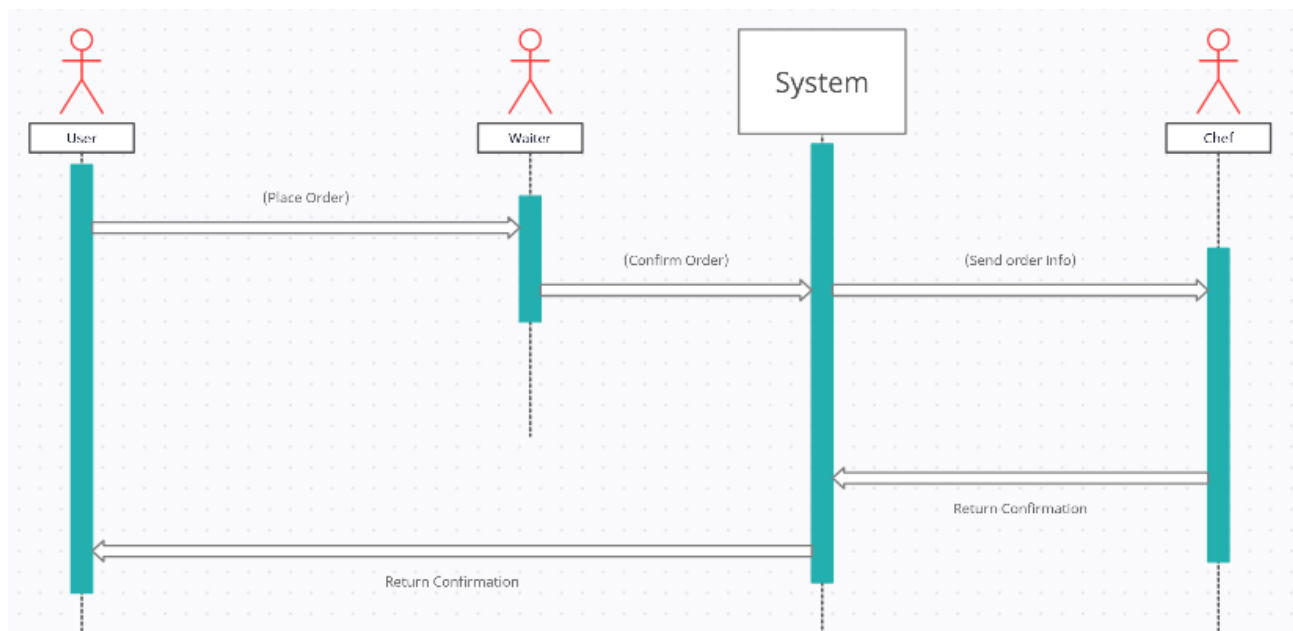 System
User
Waiter
Chef
(Place Order)
(Confirm Order)
(Send order Info)
Return Confirmation
Return Confirmation